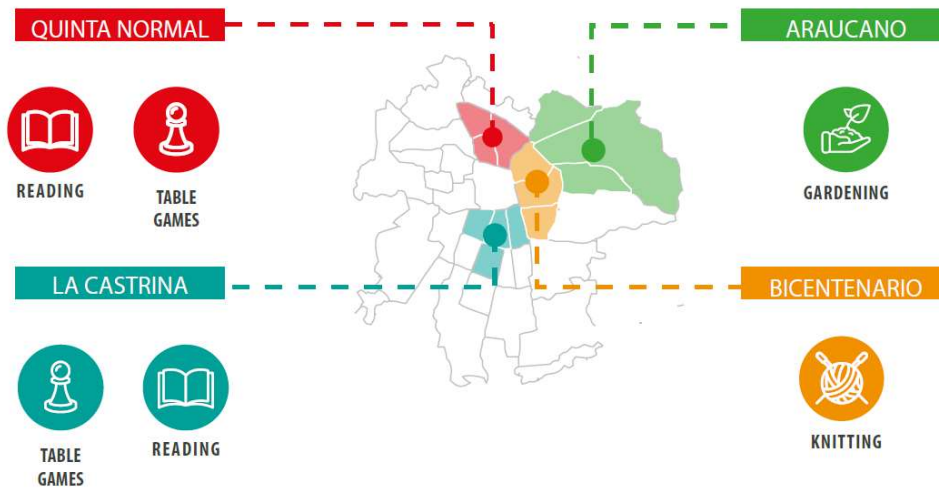 QUINTA NORMAL
READING
TABLE
GAMES
ARAUCANO
GARDENING
LA CASTRINA
TABLE
GAMES
READING
BICENTENARIO
KNITTING